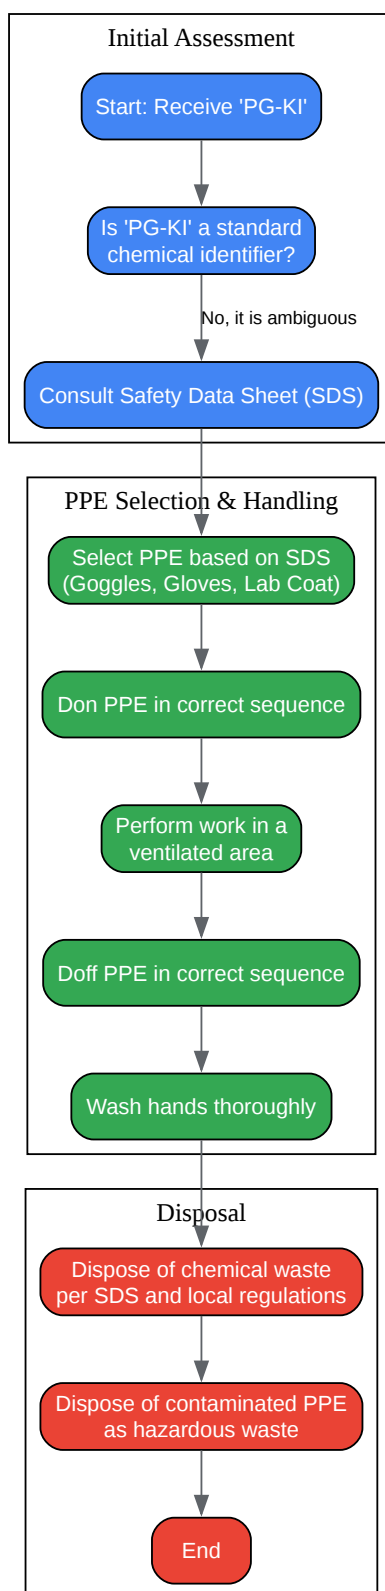 Initial Assessment
Start: Receive 'PG-KI'
Is 'PG-KI' a standard
chemical identifier?
No, it is ambiguous
Consult Safety Data Sheet (SDS)
PPE Selection & Handling
Select PPE based on SDS
(Goggles, Gloves, Lab Coat)
Don PPE in correct sequence
Perform work in a
ventilated area
Doff PPE in correct sequence
Wash hands thoroughly
Disposal
Dispose of chemical waste
per SDS and local regulations
Dispose of contaminated PPE
as hazardous waste
End